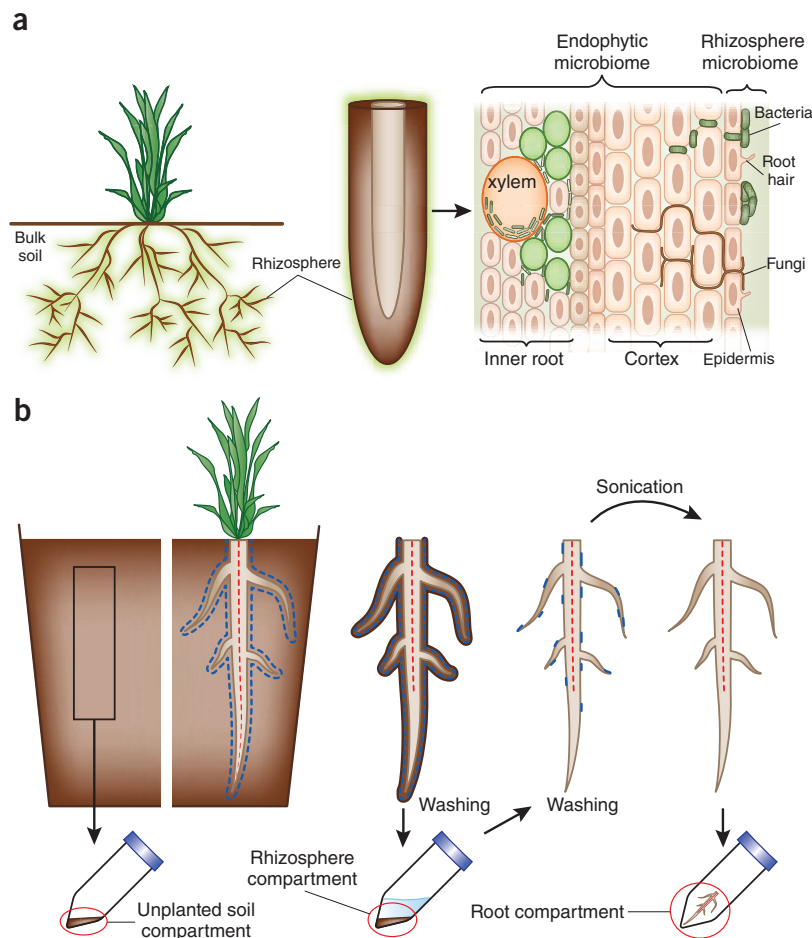 a
Endophytic
microbiome
Rhizosphere
microbiome
Bacteria
Root
hair
xylem
Bulk
soil
Rhizosphere
Fungi
Inner root
Cortex
Epidermis
b
Sonication
Washing
Washing
Rhizosphere
compartment
Unplanted soil
compartment
Root compartment